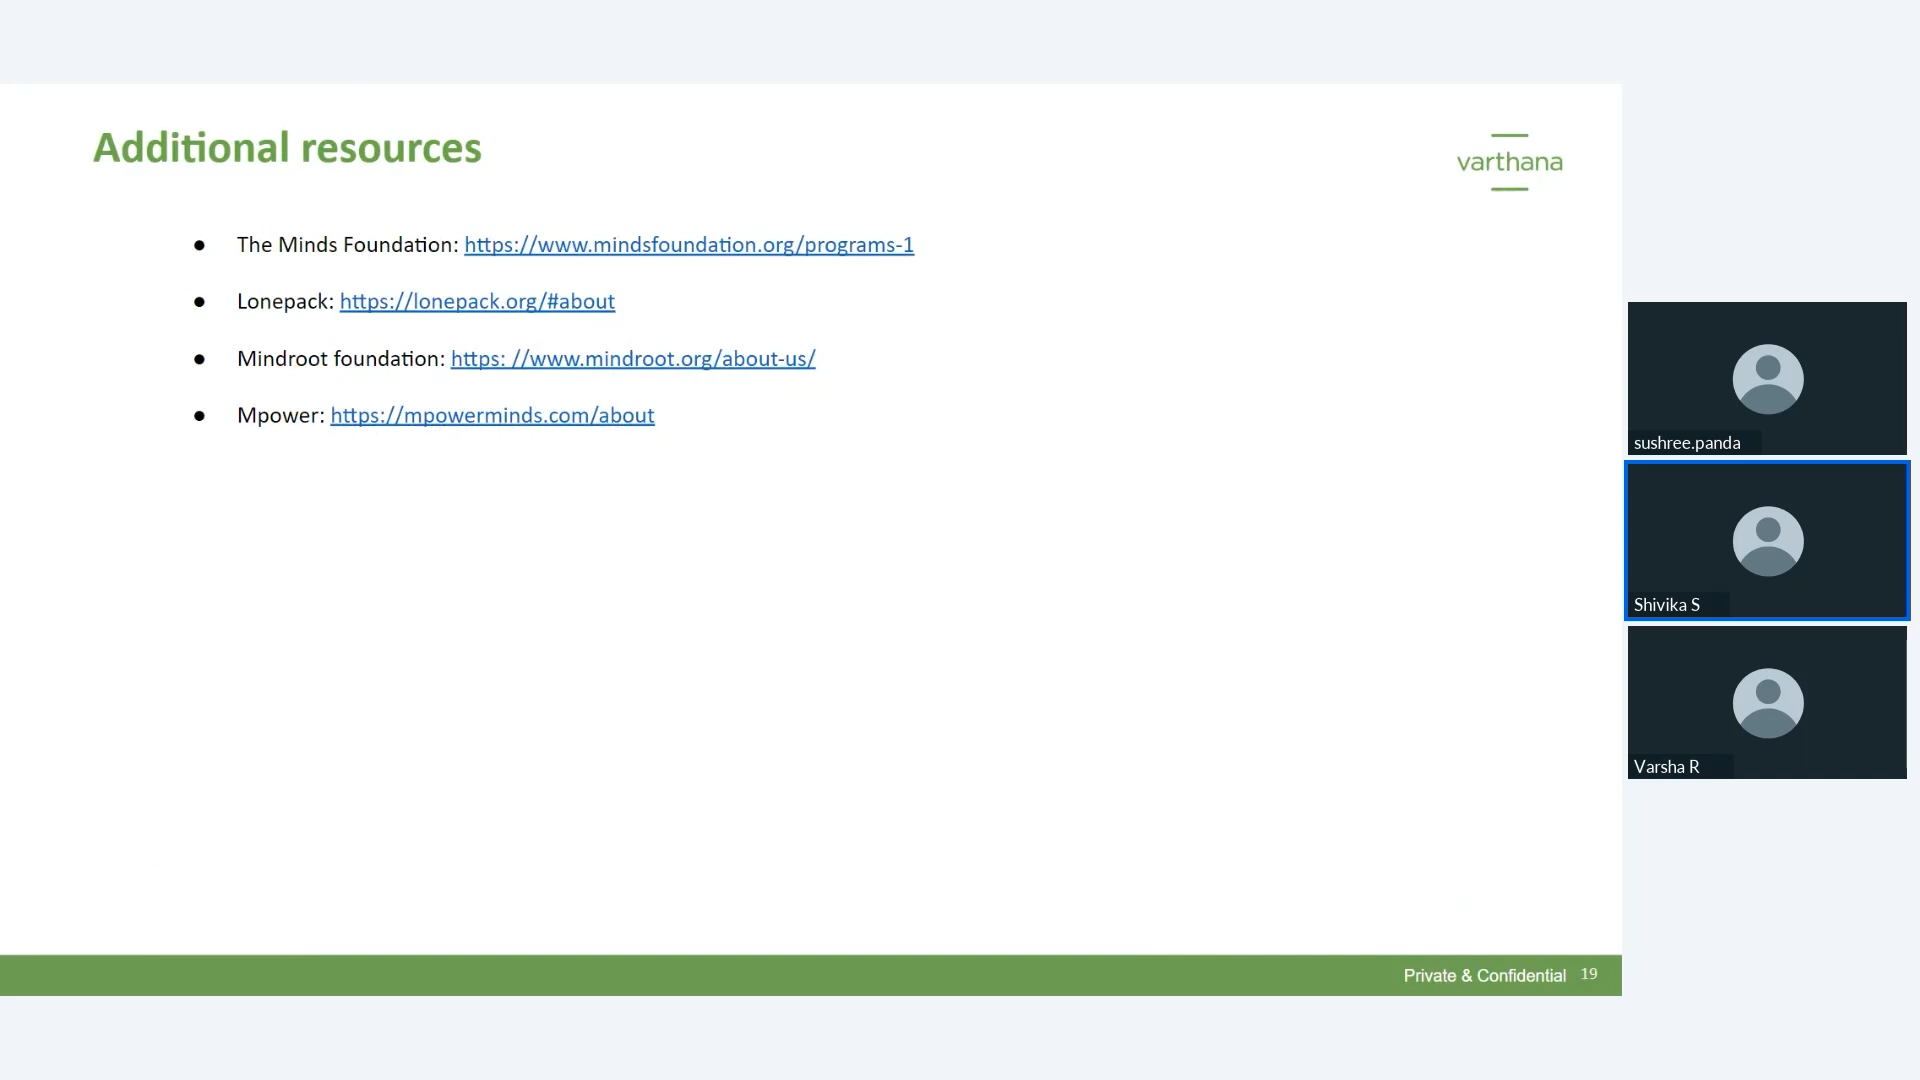 Additional resources
varthana
● The Minds Foundation: https://www.mindsfoundation.org/programs-1
● Lonepack: https://lonepack.org/#about
● Mindroot foundation: https: //www.mindroot.org/about-us/
● Mpower: https://mpowerminds.com/about
sushree.panda
Shivika S
Varsha R
Private & Confidential 19